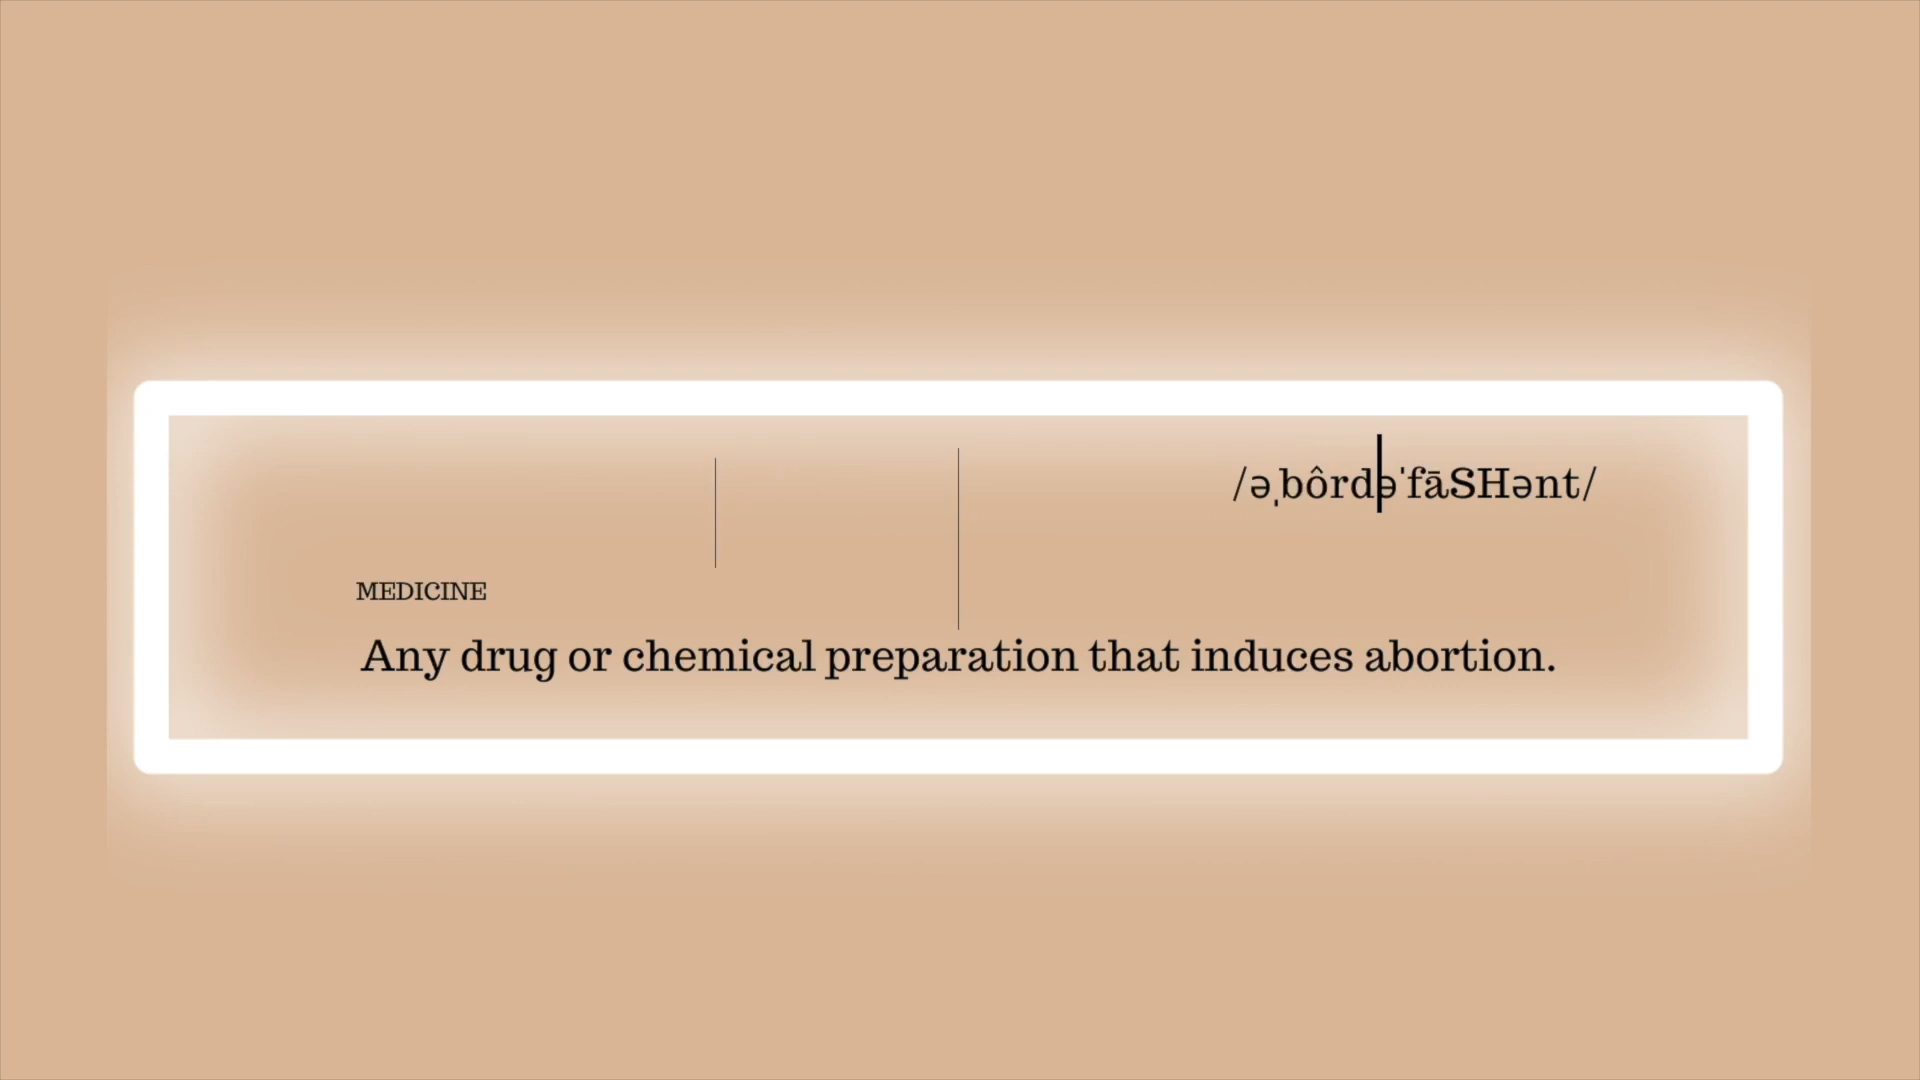 /əˌbôrdəˈfāSHənt/
MEDICINE
Any drug or chemical preparation that induces abortion.